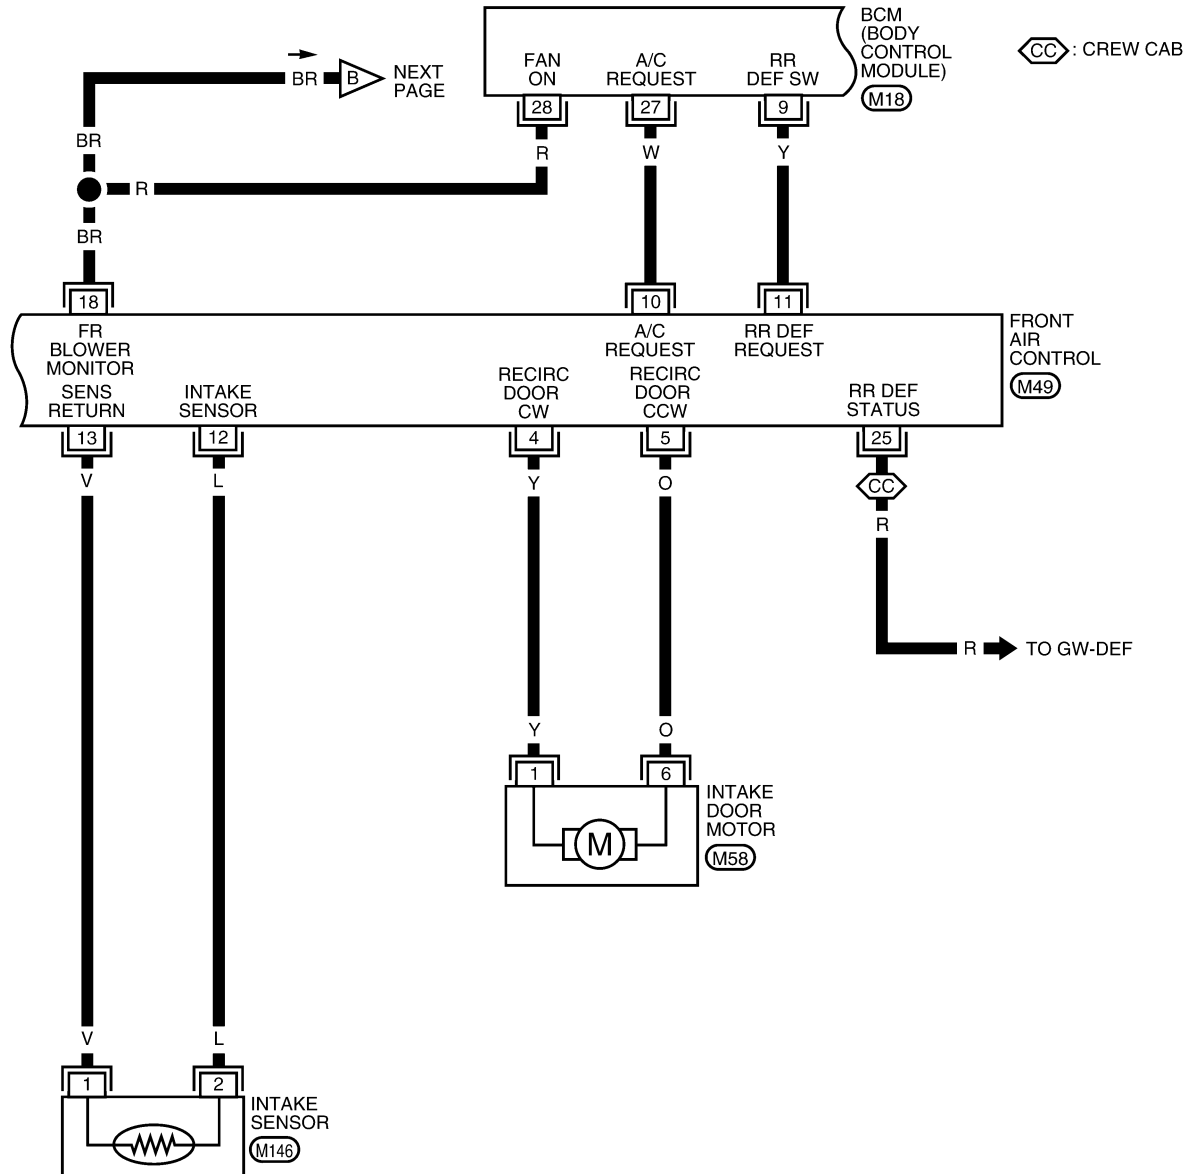 BCM
(BODY
CONTROL
MODULE)
M18
CC : CREW CAB
FAN
ON
A/C
REQUEST
RR
DEF SW
BR
B
NEXT
PAGE
28
27
9
BR
R
W
Y
R
BR
18
10
11
FR
BLOWER
MONITOR
A/C
REQUEST
RR DEF
REQUEST
FRONT
AIR
CONTROL
M49
SENS
RETURN
INTAKE
SENSOR
RECIRC
DOOR
CW
RECIRC
DOOR
CCW
RR DEF
STATUS
13
12
4
5
25
V
L
Y
O
CC
R
R
TO GW-DEF
Y
O
1
6
M
INTAKE
DOOR
MOTOR
M58
V
L
1
2
INTAKE
SENSOR
M146